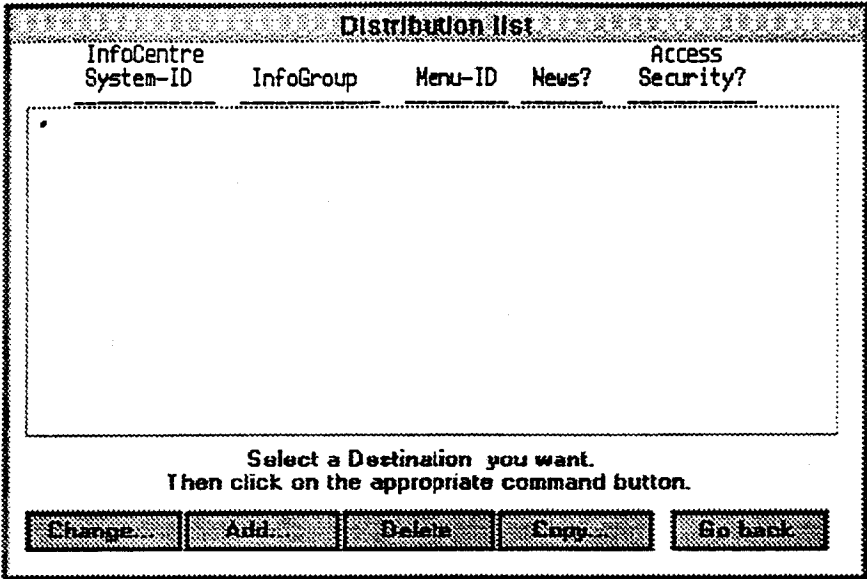 Distribution list
InfoCentre Access
System-ID InfoGroup Menu-ID News? Security?
Select a Destination you want.
Then click on the appropriate command button.
Change... Add... Delete Copy... Go back